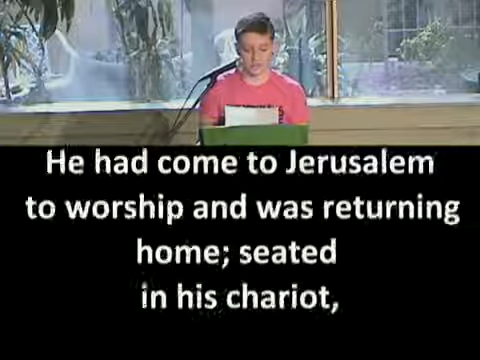 He had come to Jerusalem
to worship and was returning
home; seated
in his chariot,